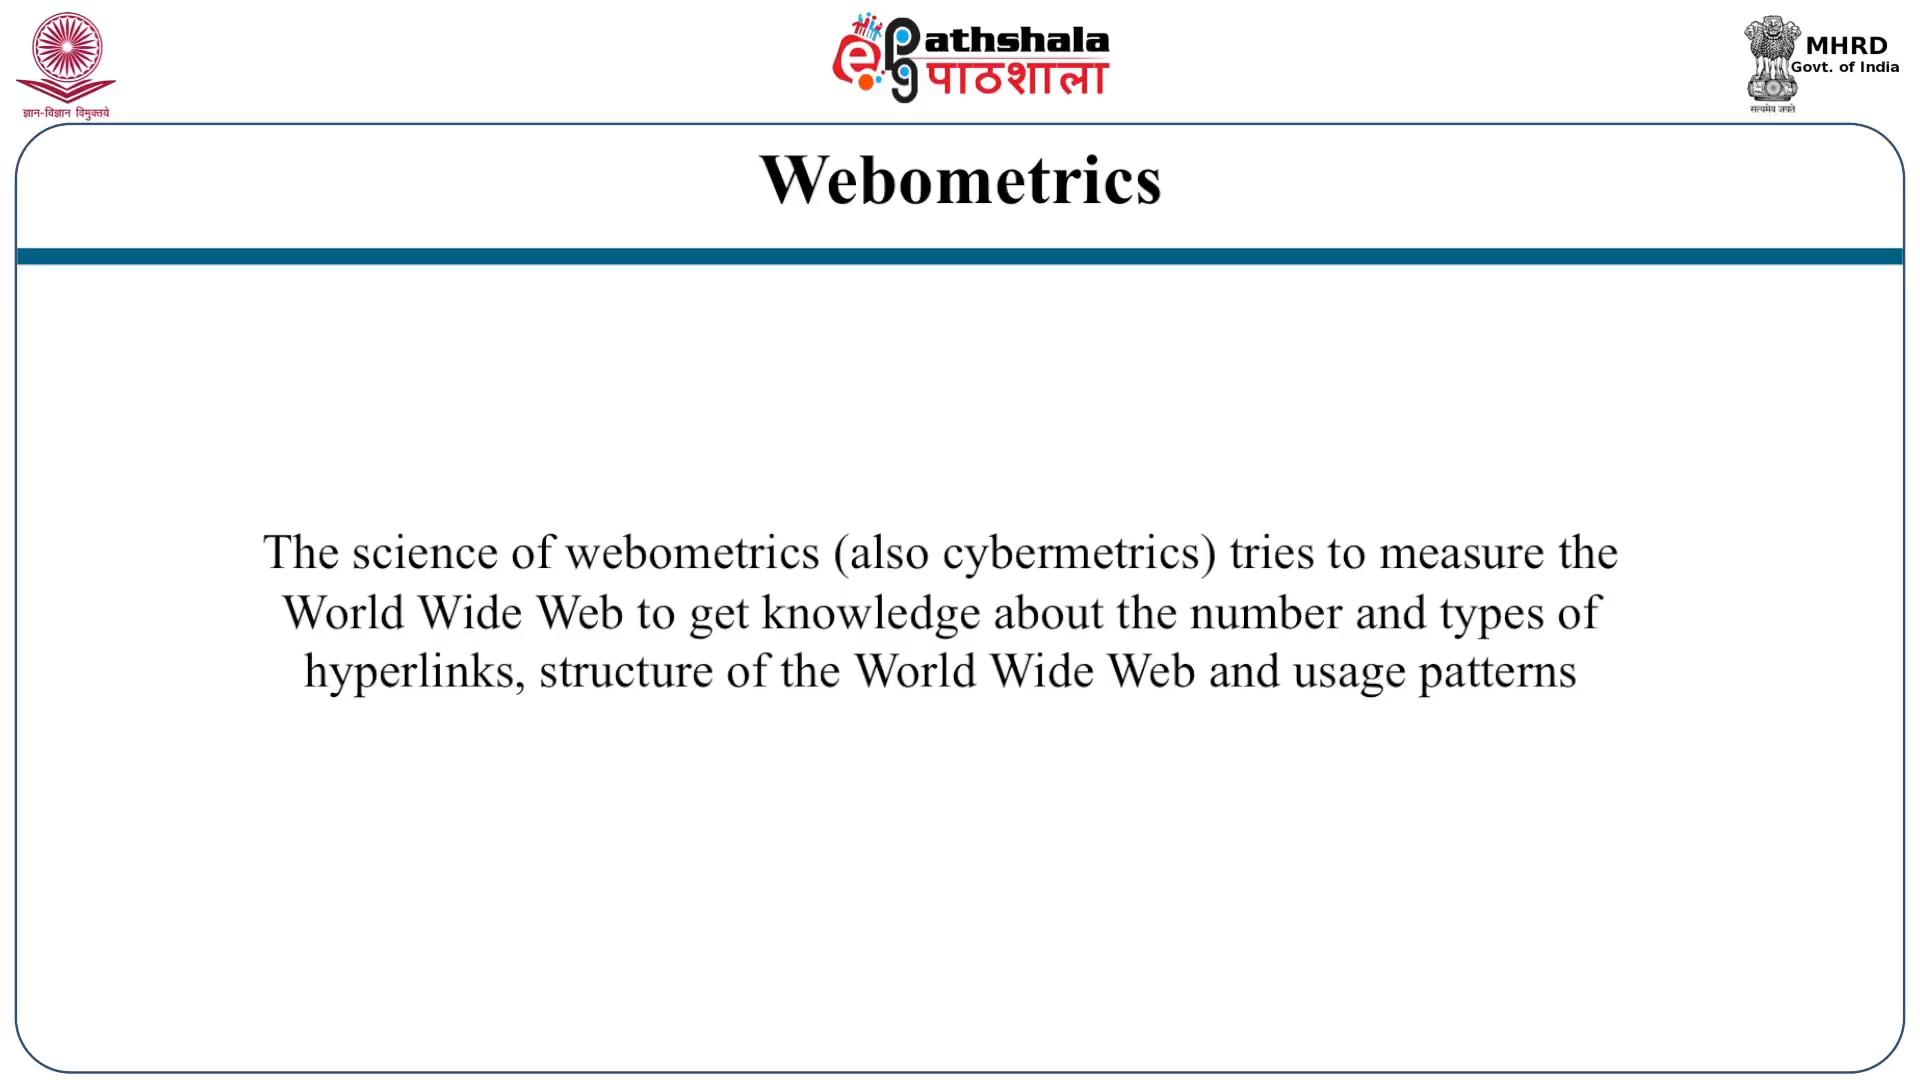 ज्ञान-विज्ञान विमुक्तये
ePathshala
पाठशाला
MHRD
Govt. of India
सत्यमेव जयते
Webometrics
The science of webometrics (also cybermetrics) tries to measure the
World Wide Web to get knowledge about the number and types of
hyperlinks, structure of the World Wide Web and usage patterns